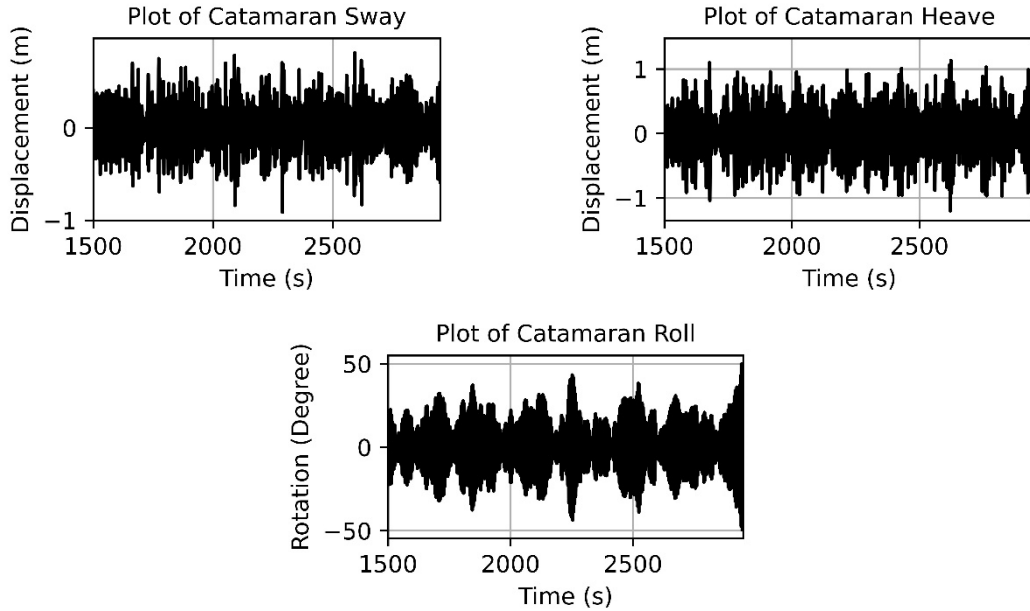 Plot of Catamaran Sway
Displacement (m)
0
−1
1500 2000 2500
Time (s)
Plot of Catamaran Heave
Displacement (m)
1
0
−1
1500 2000 2500
Time (s)
Plot of Catamaran Roll
Rotation (Degree)
50
0
−50
1500 2000 2500
Time (s)